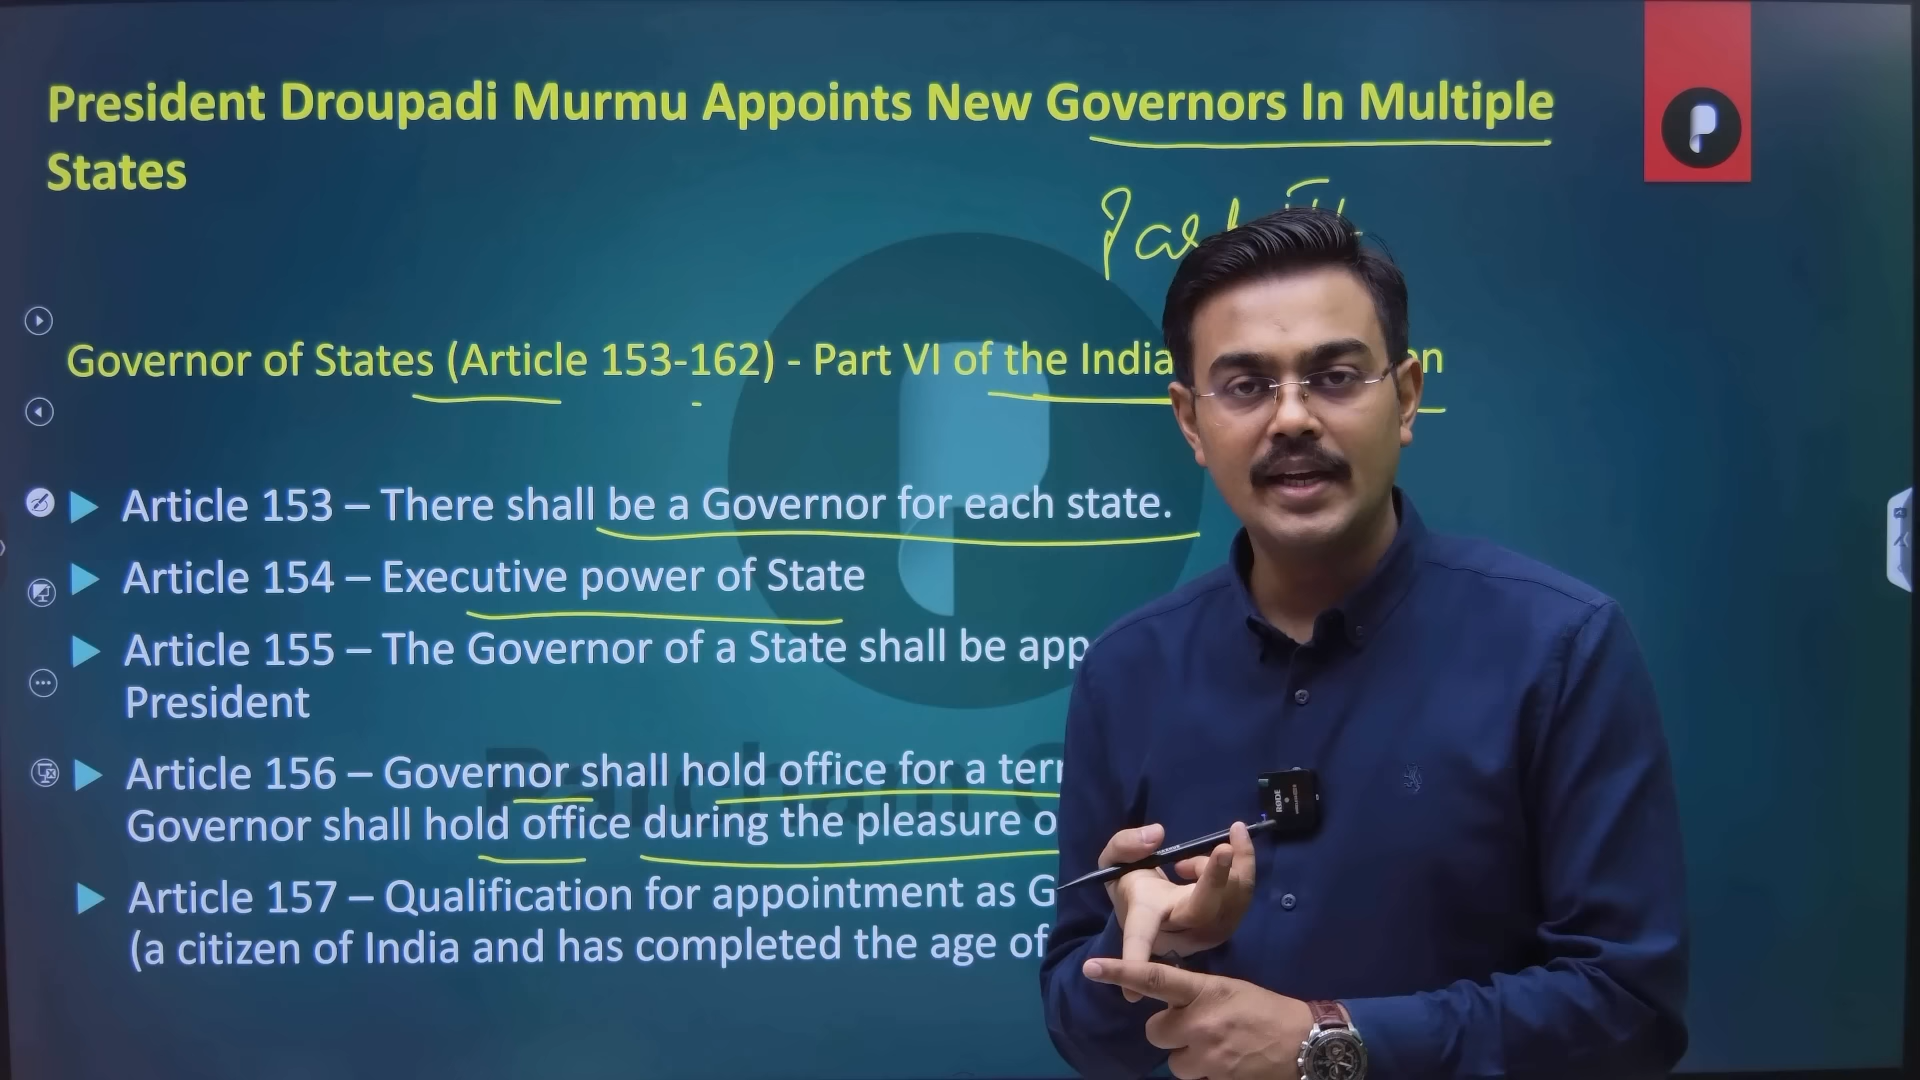 President Droupadi Murmu Appoints New Governors In Multiple
States
Governor of States (Article 153-162) - Part VI of the India
Article 153 – There shall be a Governor for each state.
Article 154 – Executive power of State
Article 155 – The Governor of a State shall be app
President
Article 156 – Governor shall hold office for a
Governor shall hold office during the pleasure
Article 157 – Qualification for appointment as
(a citizen of India and has completed the age of
RØDE